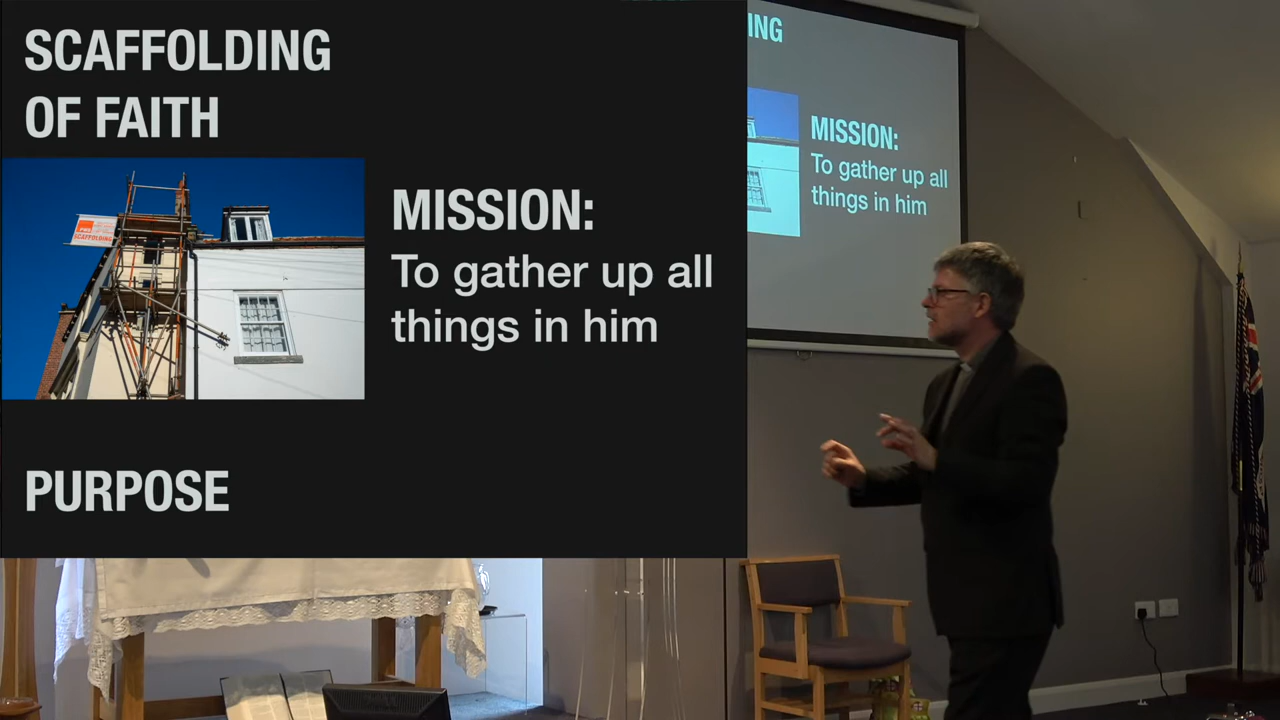 SCAFFOLDING
OF FAITH
SCAFFOLDING
MISSION:
To gather up all
things in him
PURPOSE
ING
MISSION:
To gather up all
things in him